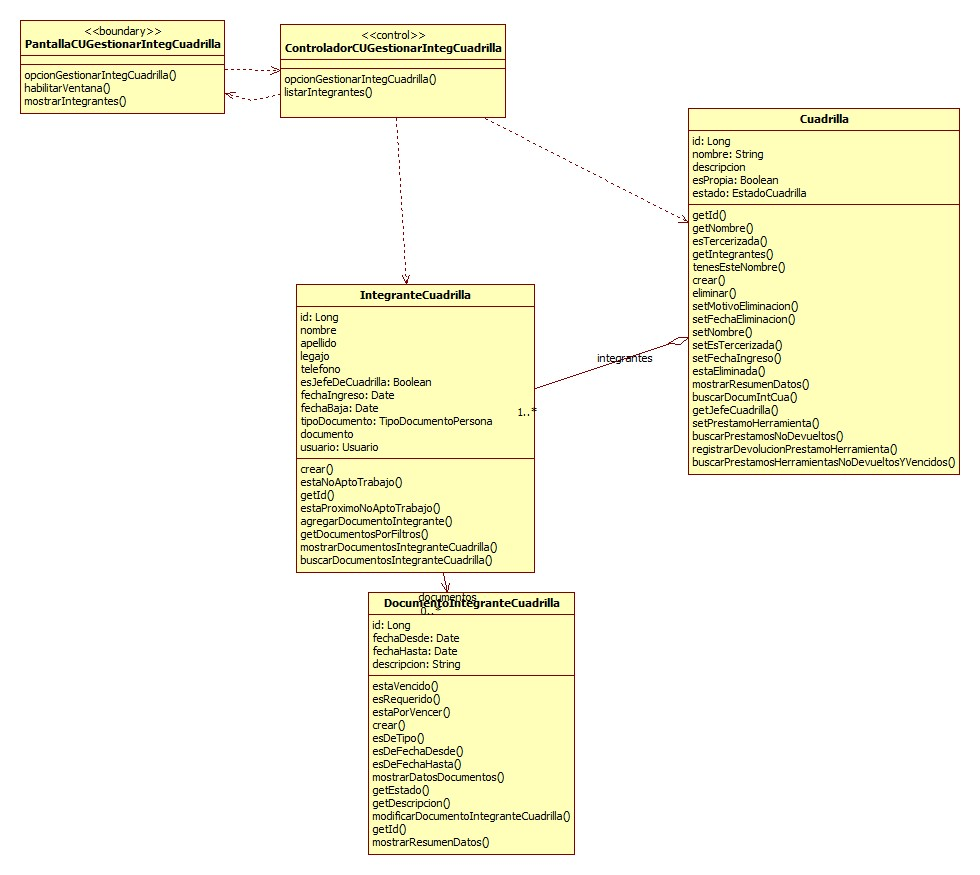 <<boundary>>
PantallaCUGestionarIntegCuadrilla
opcionGestionarIntegCuadrilla()
habilitarVentana()
mostrarIntegrantes()
<<control>>
ControladorCUGestionarIntegCuadrilla
opcionGestionarIntegCuadrilla()
listarIntegrantes()
Cuadrilla
id: Long
nombre: String
descripcion
esPropia: Boolean
estado: EstadoCuadrilla
getId()
getNombre()
esTercerizada()
getIntegrantes()
tenesEsteNombre()
crear()
eliminar()
setMotivoEliminacion()
setFechaEliminacion()
setNombre()
setEsTercerizada()
setFechaIngreso()
estaEliminada()
mostrarResumenDatos()
buscarDocumIntCua()
getJefeCuadrilla()
setPrestamoHerramienta()
buscarPrestamosNoDevueltos()
registrarDevolucionPrestamoHerramienta()
buscarPrestamosHerramientasNoDevueltosYVencidos()
integrantes
1..*
IntegranteCuadrilla
id: Long
nombre
apellido
legajo
telefono
esJefeDeCuadrilla: Boolean
fechaIngreso: Date
fechaBaja: Date
tipoDocumento: TipoDocumentoPersona
documento
usuario: Usuario
crear()
estaNoAptoTrabajo()
getId()
estaProximoNoAptoTrabajo()
agregarDocumentoIntegrante()
getDocumentosPorFiltros()
mostrarDocumentosIntegranteCuadrilla()
buscarDocumentosIntegranteCuadrilla()
documentos
0..*
DocumentoIntegranteCuadrilla
id: Long
fechaDesde: Date
fechaHasta: Date
descripcion: String
estaVencido()
esRequerido()
estaPorVencer()
crear()
esDeTipo()
esDeFechaDesde()
esDeFechaHasta()
mostrarDatosDocumentos()
getEstado()
getDescripcion()
modificarDocumentoIntegranteCuadrilla()
getId()
mostrarResumenDatos()